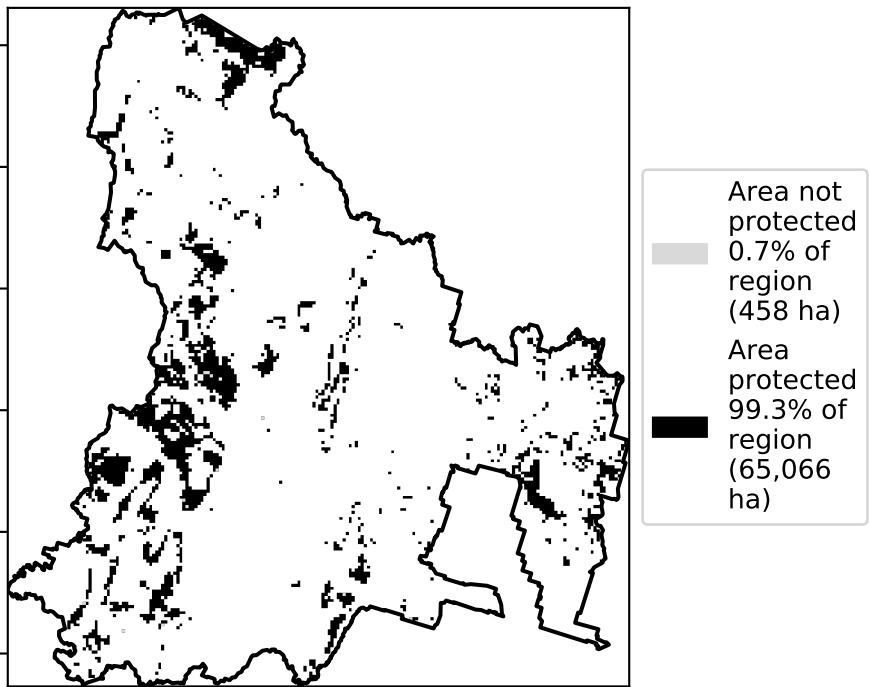 Area not
protected
0.7% of
region
(458 ha)
Area
protected
99.3% of
region
(65,066
ha)